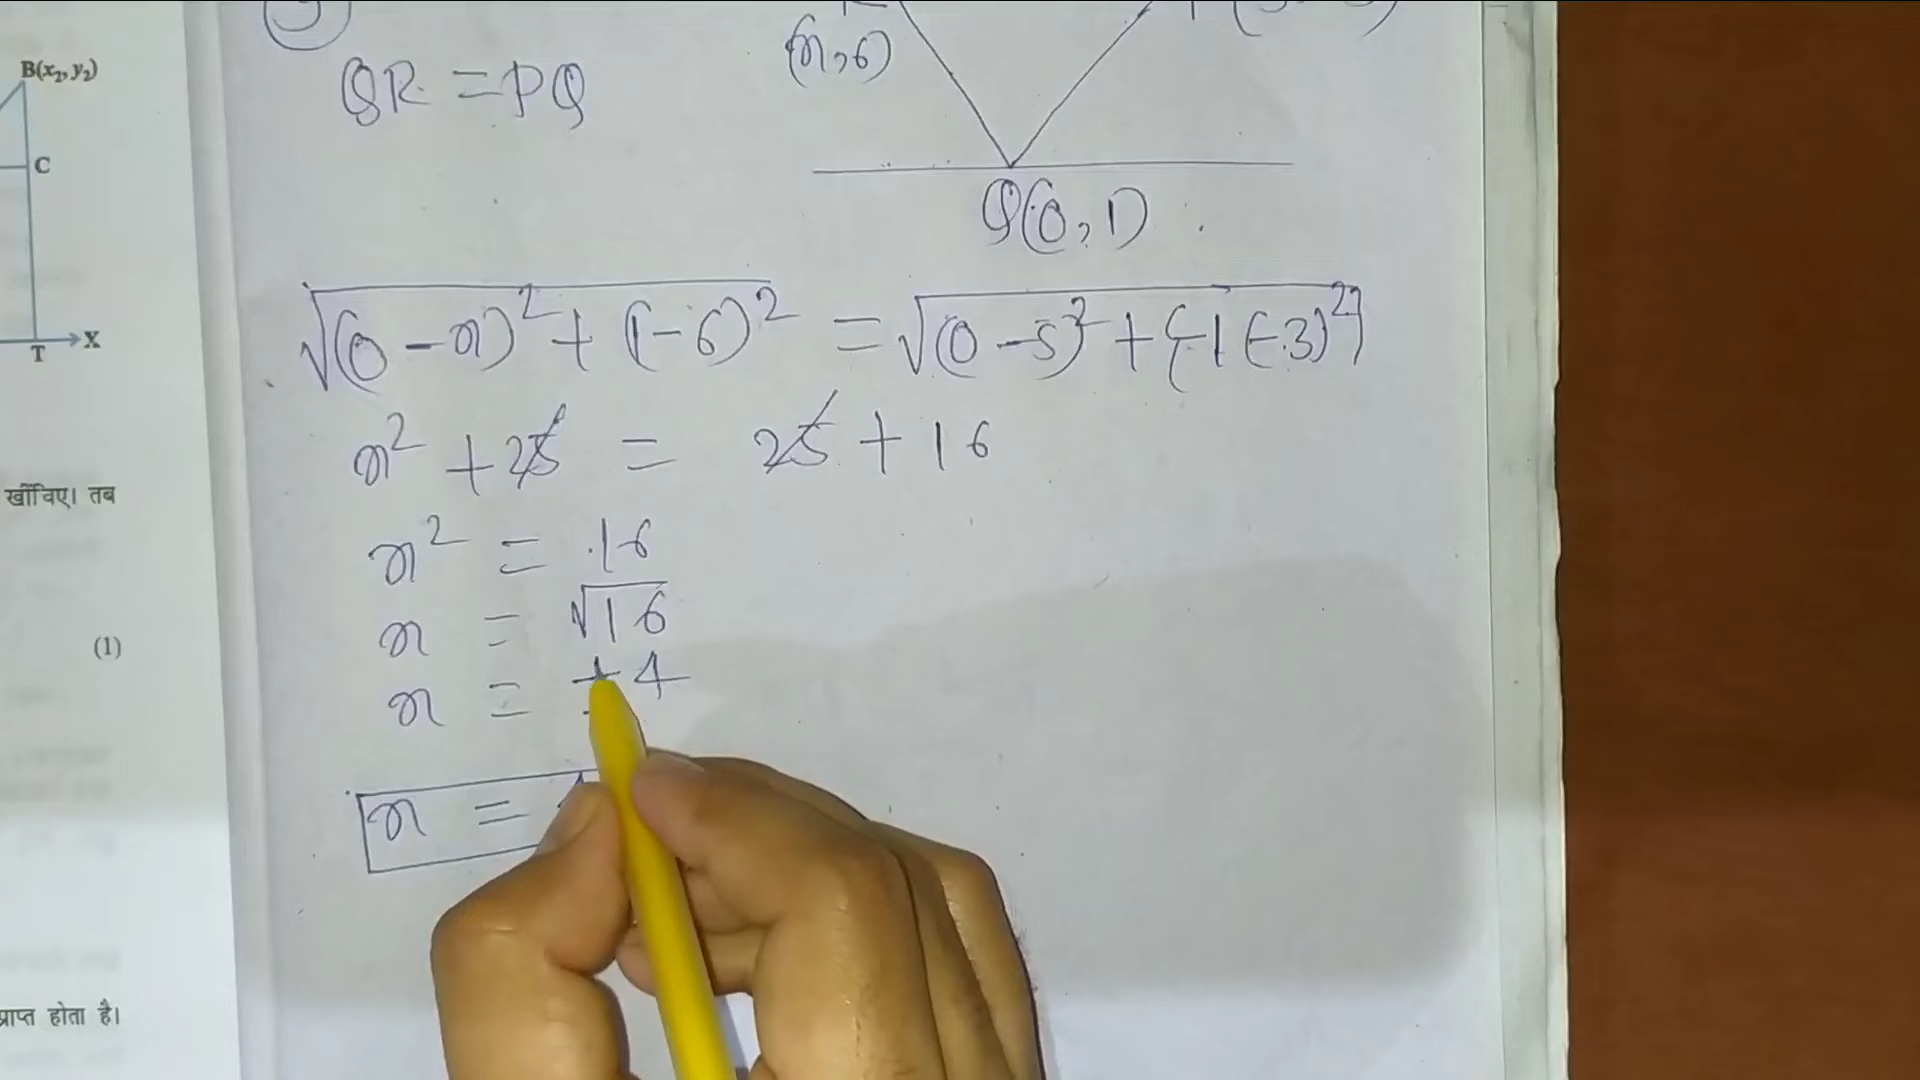 B(x₂, y₂)
C
T
X
खींचिए। तब
(1)
प्राप्त होता है।
(x,6)
QR = PQ
Q(0,1)
√(0-x)² + (1-6)² = √(0-5)² + {-1(-3)²}
x² + 25 = 25 + 16
x² = 16
x = √16
x = ± 4
x =